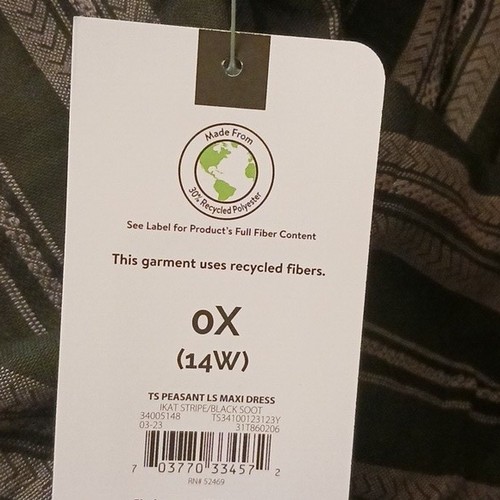 Made From
30% Recycled Polyester
See Label for Product's Full Fiber Content
This garment uses recycled fibers.
0X
(14W)
TS PEASANT LS MAXI DRESS
IKAT STRIPE/BLACK SOOT
34005148 TS34100123123Y
03-23 31T860206
7 03770 33457 2
RN# 52469